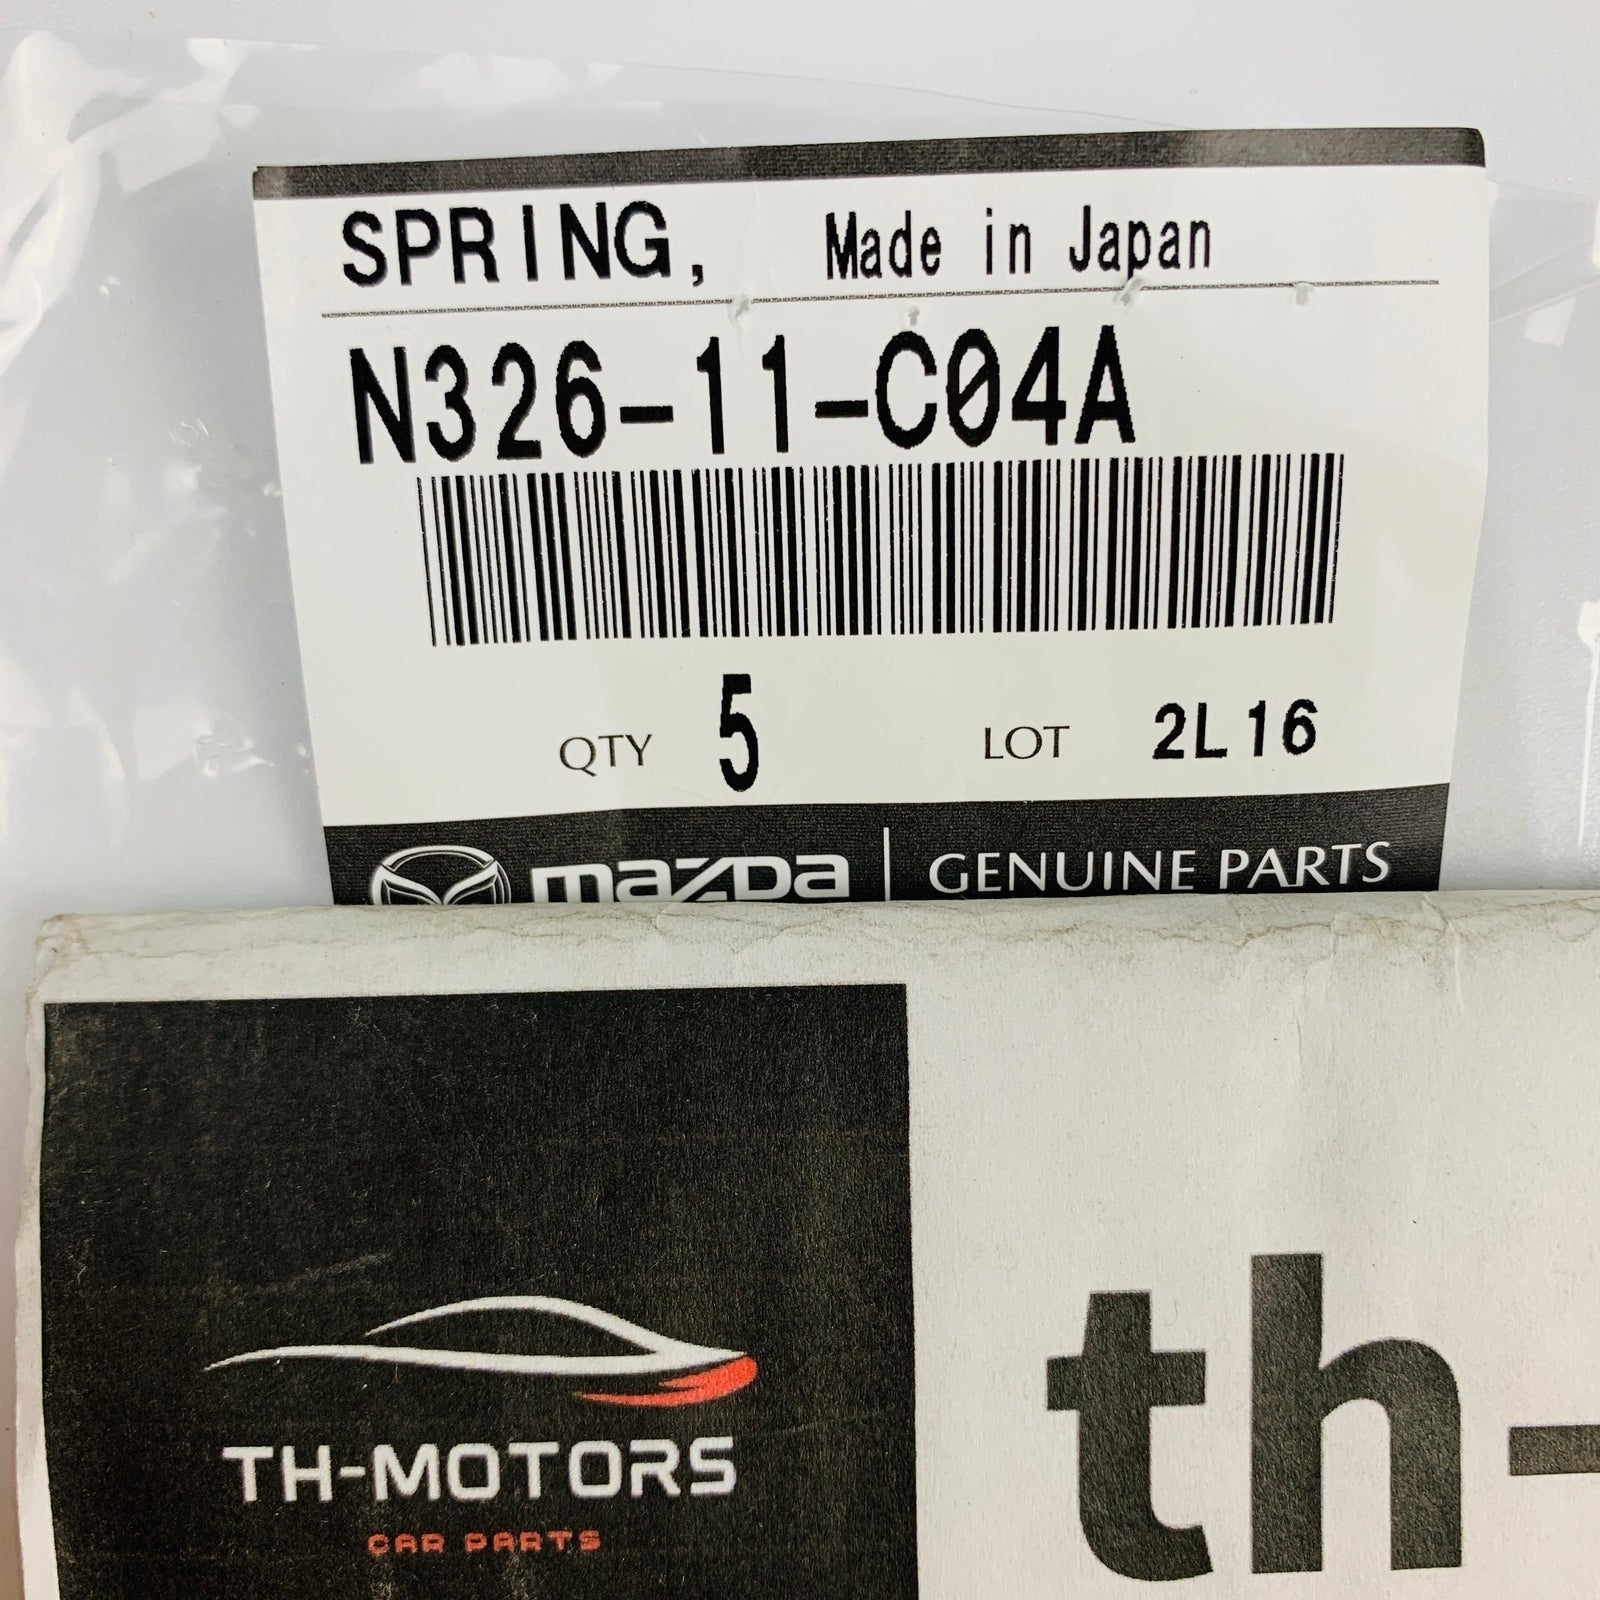 SPRING, Made in Japan
N326-11-C04A
QTY 5 LOT 2L16
mazda GENUINE PARTS
TH-MOTORS
CAR PARTS
th-